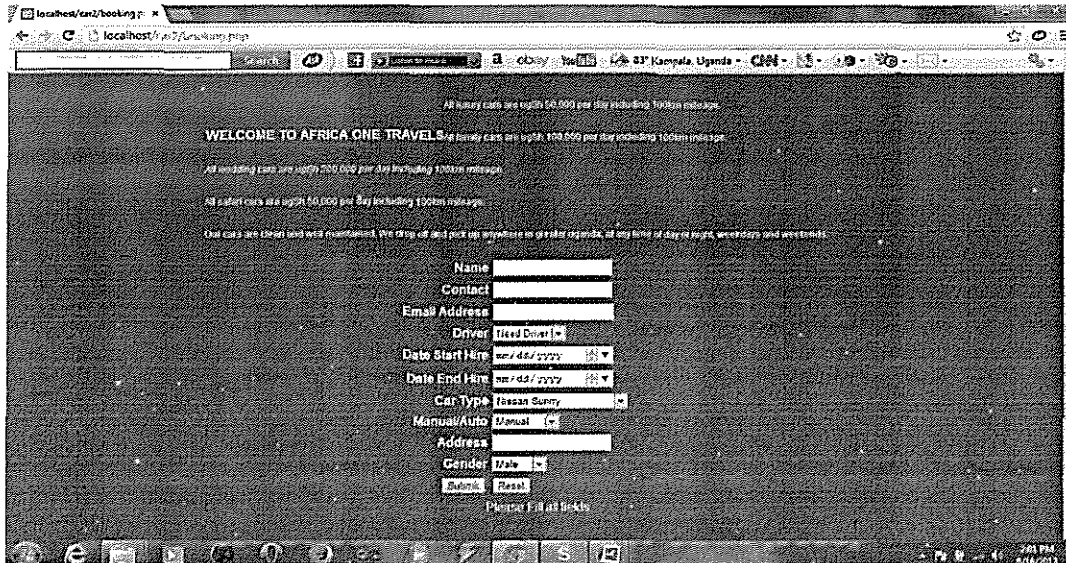 localhost/car2/booking.p
localhost/car2/booking.php
Search
YouTube 83° Kampala, Uganda CNN
All luxury cars are ugsh 50,000 per day including 100km mileage.
WELCOME TO AFRICA ONE TRAVELS All luxury cars are ugsh 100,000 per day including 100km mileage.
All wedding cars are ugsh 200,000 per day including 100km mileage.
All safari cars are ugsh 50,000 per day including 100km mileage.
Our cars are clean and well maintained. We drop off and pick up anywhere in greater uganda, at any time of day or night, weekdays and weekends.
Name
Contact
Email Address
Driver Need Driver
Date Start Hire mm/dd/yyyy
Date End Hire mm/dd/yyyy
Car Type Nissan Sunny
Manual/Auto Manual
Address
Gender Male
Submit Reset
Please Fill all fields
2:01 PM